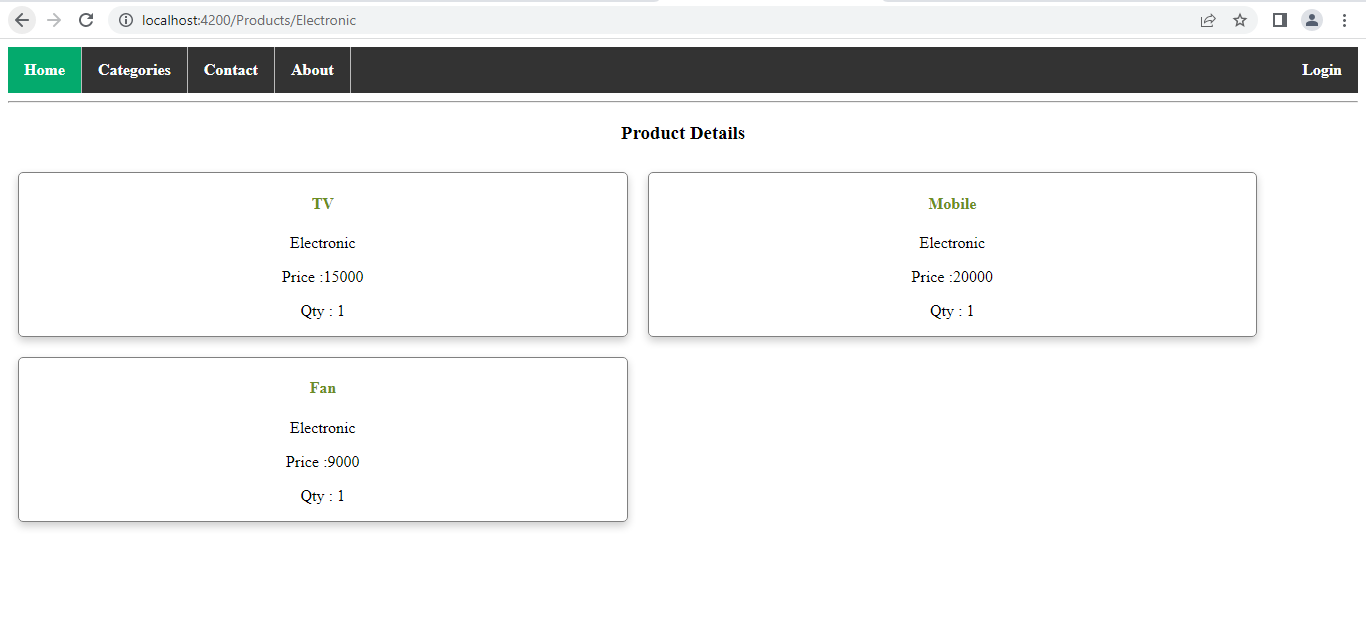 localhost:4200/Products/Electronic
Home Categories Contact About Login
Product Details
TV
Electronic
Price :15000
Qty : 1
Mobile
Electronic
Price :20000
Qty : 1
Fan
Electronic
Price :9000
Qty : 1